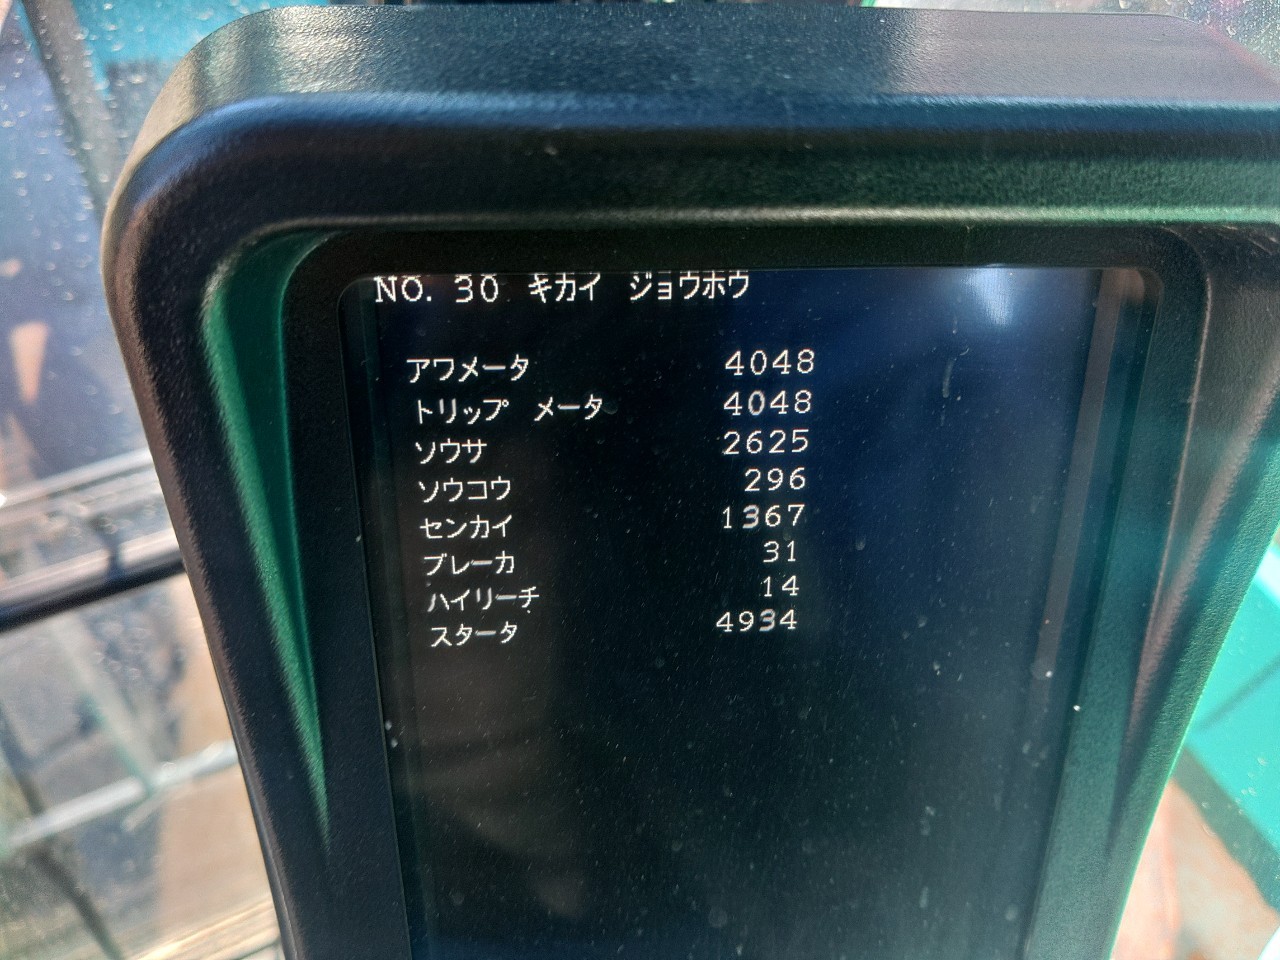 NO. 30 キカイ ジョウホウ
アワメータ 4048
トリップ メータ 4048
ソウサ 2625
ソウコウ 296
センカイ 1367
ブレーカ 31
ハイリーチ 14
スタータ 4934